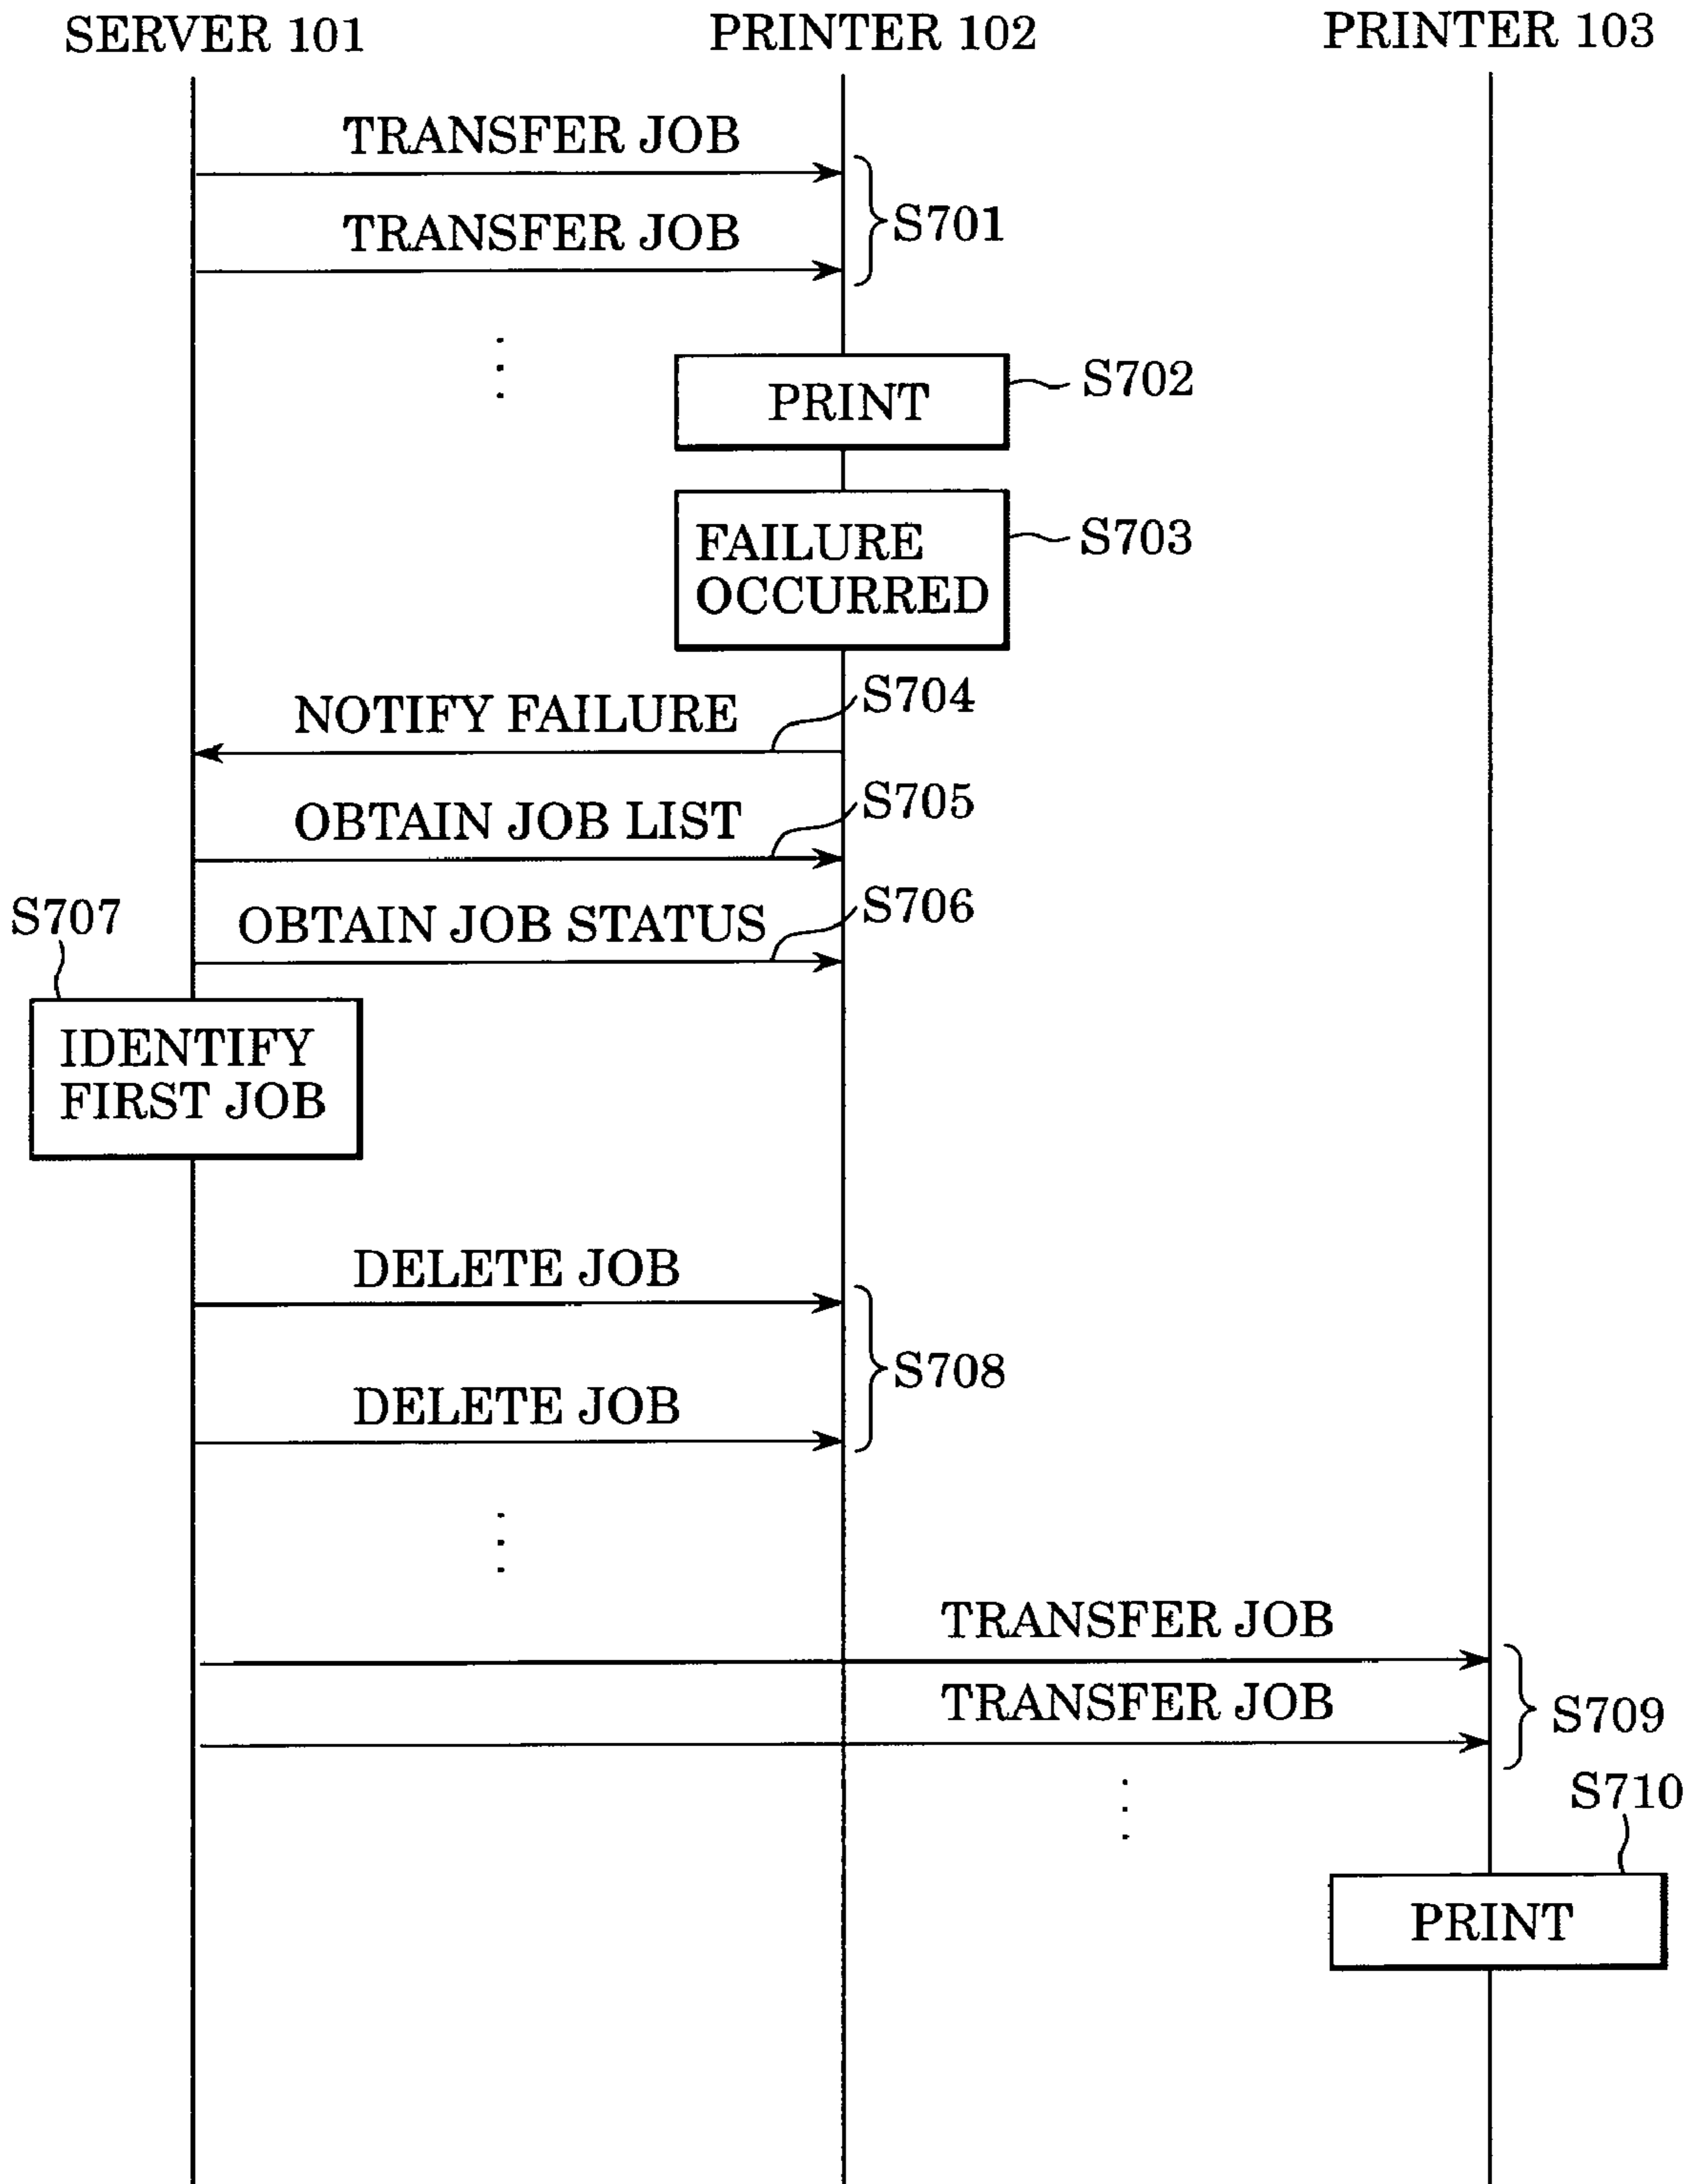 SERVER 101
PRINTER 102
PRINTER 103
TRANSFER JOB
TRANSFER JOB
S701
PRINT
S702
FAILURE
OCCURRED
S703
NOTIFY FAILURE
S704
OBTAIN JOB LIST
S705
OBTAIN JOB STATUS
S706
S707
IDENTIFY
FIRST JOB
DELETE JOB
DELETE JOB
S708
TRANSFER JOB
TRANSFER JOB
S709
S710
PRINT